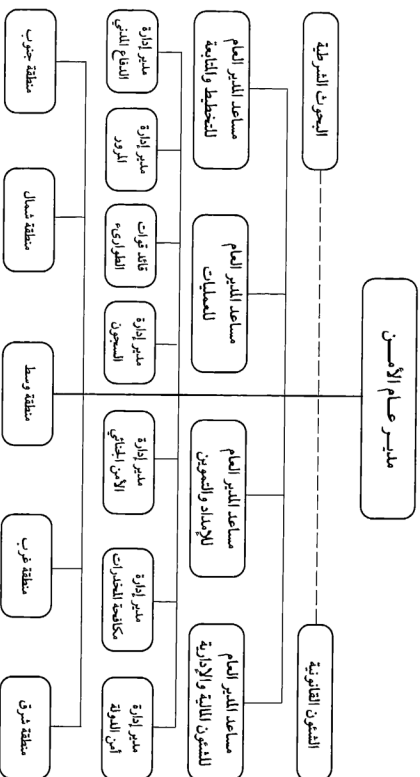 مديـر عـام الأمــن
الشئون القانونية
البحوث الشرطية
مساعد المدير العام
للشئون المالية والإدارية
مساعد المدير العام
للإمداد والتموين
مساعد المدير العام
للعمليات
مساعد المدير العام
للتخطيط والمتابعة
مدير إدارة
أمن الدولة
مدير إدارة
مكافحة المخدرات
مدير إدارة
الأمن الجنائي
مدير إدارة
السجون
قائد قوات
الطوارىء
مدير إدارة
المرور
مدير إدارة
الدفاع المدني
منطقة شرق
منطقة غرب
منطقة وسط
منطقة شمال
منطقة جنوب